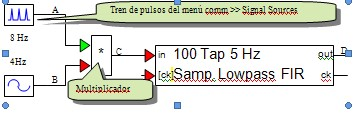 A
Tren de pulsos del menú comm >> Signal Sources
8 Hz
4Hz
*
C
in 100 Tap 5 Hz out
D
B
[ck] Samp. Lowpass FIR ck
Multiplicador